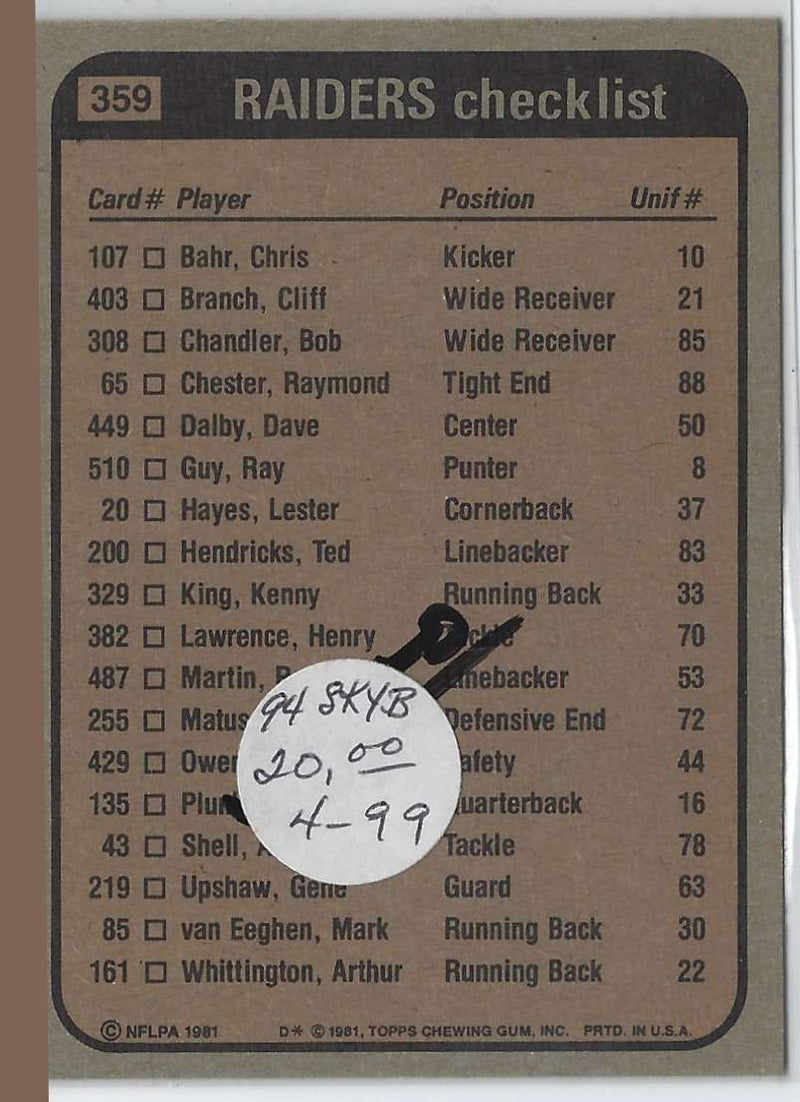 359 RAIDERS checklist
Card # Player Position Unif #
107 Bahr, Chris Kicker 10
403 Branch, Cliff Wide Receiver 21
308 Chandler, Bob Wide Receiver 85
65 Chester, Raymond Tight End 88
449 Dalby, Dave Center 50
510 Guy, Ray Punter 8
20 Hayes, Lester Cornerback 37
200 Hendricks, Ted Linebacker 83
329 King, Kenny Running Back 33
382 Lawrence, Henry 70
487 Martin, Linebacker 53
255 Defensive End 72
429 Safety 44
135 Quarterback 16
43 Shell, Tackle 78
219 Upshaw, Gene Guard 63
85 van Eeghen, Mark Running Back 30
161 Whittington, Arthur Running Back 22
94 SKYB
20.00
4-99
© NFLPA 1981 D* © 1981, TOPPS CHEWING GUM, INC. PRTD. IN U.S.A.